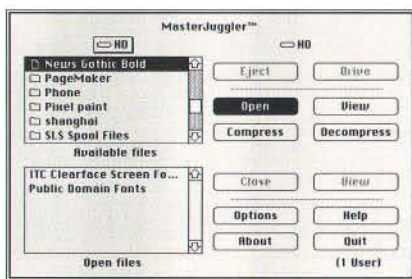 MasterJuggler™
HD
HD
News Gothic Bold
PageMaker
Phone
Pixel paint
shanghai
SLS Spool Files
Available files
Eject
Drive
Open
View
Compress
Decompress
ITC Clearface Screen Fo...
Public Domain Fonts
Open files
Close
View
Options
Help
About
Quit
(1 User)